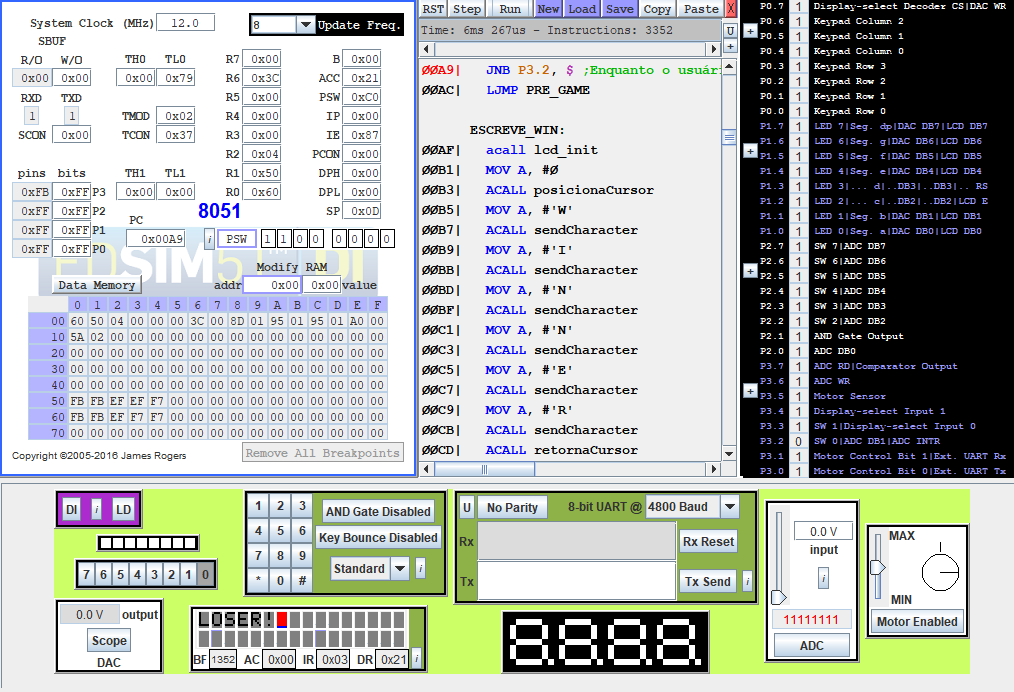 System Clock (MHz) 12.0
8 Update Freq.
SBUF
R/O W/O TH0 TL0 R7 0x00 B 0x00
0x00 0x00 0x00 0x79 R6 0x3C ACC 0x21
RXD TXD R5 0x00 PSW 0xC0
1 1 TMOD 0x02 R4 0x00 IP 0x00
SCON 0x00 TCON 0x37 R3 0x00 IE 0x87
R2 0x04 PCON 0x00
pins bits TH1 TL1 R1 0x50 DPH 0x00
0xFB 0xFF P3 0x00 0x00 R0 0x60 DPL 0x00
0xFF 0xFF P2 8051 SP 0x0D
0xFF 0xFF P1 PC
0xFF 0xFF P0 0x00A9 i PSW 1 1 0 0 0 0 0 0
Modify RAM
Data Memory addr 0x00 0x00 value
0 1 2 3 4 5 6 7 8 9 A B C D E F
00 60 50 04 00 00 00 3C 00 8D 01 95 01 95 01 A0 00
10 5A 02 00 00 00 00 00 00 00 00 00 00 00 00 00 00
20 00 00 00 00 00 00 00 00 00 00 00 00 00 00 00 00
30 00 00 00 00 00 00 00 00 00 00 00 00 00 00 00 00
40 00 00 00 00 00 00 00 00 00 00 00 00 00 00 00 00
50 FB FB EF EF F7 00 00 00 00 00 00 00 00 00 00 00
60 FB FB EF F7 F7 00 00 00 00 00 00 00 00 00 00 00
70 00 00 00 00 00 00 00 00 00 00 00 00 00 00 00 00
Copyright ©2005-2016 James Rogers Remove All Breakpoints
RST Step Run New Load Save Copy Paste X
Time: 6ms 267us - Instructions: 3352 U
+
00A9| JNB P3.2, $ ;Enquanto o usuári
00AC| LJMP PRE_GAME
ESCREVE_WIN:
00AF| acall lcd_init
00B1| MOV A, #0
00B3| ACALL posicionaCursor
00B5| MOV A, #'W'
00B7| ACALL sendCharacter
00B9| MOV A, #'I'
00BB| ACALL sendCharacter
00BD| MOV A, #'N'
00BF| ACALL sendCharacter
00C1| MOV A, #'N'
00C3| ACALL sendCharacter
00C5| MOV A, #'E'
00C7| ACALL sendCharacter
00C9| MOV A, #'R'
00CB| ACALL sendCharacter
00CD| ACALL retornaCursor
P0.7 1 Display-select Decoder CS|DAC WR
P0.6 1 Keypad Column 2
P0.5 1 Keypad Column 1
P0.4 1 Keypad Column 0
P0.3 1 Keypad Row 3
P0.2 1 Keypad Row 2
P0.1 1 Keypad Row 1
P0.0 1 Keypad Row 0
P1.7 1 LED 7|Seg. dp|DAC DB7|LCD DB7
P1.6 1 LED 6|Seg. g|DAC DB6|LCD DB6
P1.5 1 LED 5|Seg. f|DAC DB5|LCD DB5
P1.4 1 LED 4|Seg. e|DAC DB4|LCD DB4
P1.3 1 LED 3|... d|..DB3|..DB3|.. RS
P1.2 1 LED 2|... c|..DB2|..DB2|LCD E
P1.1 1 LED 1|Seg. b|DAC DB1|LCD DB1
P1.0 1 LED 0|Seg. a|DAC DB0|LCD DB0
P2.7 1 SW 7|ADC DB7
P2.6 1 SW 6|ADC DB6
P2.5 1 SW 5|ADC DB5
P2.4 1 SW 4|ADC DB4
P2.3 1 SW 3|ADC DB3
P2.2 1 SW 2|ADC DB2
P2.1 1 AND Gate Output
P2.0 1 ADC DB0
P3.7 1 ADC RD|Comparator Output
P3.6 1 ADC WR
P3.5 1 Motor Sensor
P3.4 1 Display-select Input 1
P3.3 1 SW 1|Display-select Input 0
P3.2 0 SW 0|ADC DB1|ADC INTR
P3.1 1 Motor Control Bit 1|Ext. UART Rx
P3.0 1 Motor Control Bit 0|Ext. UART Tx
DI i LD
7 6 5 4 3 2 1 0
0.0 V output
Scope
DAC
1 2 3 AND Gate Disabled
4 5 6 Key Bounce Disabled
7 8 9 Standard i
* 0 #
LOSER!
BF 1352 AC 0x00 IR 0x03 DR 0x21 i
U No Parity 8-bit UART @ 4800 Baud
Rx Rx Reset
Tx Tx Send i
8.8.8.8.
0.0 V
input
i
11111111
ADC
MAX
MIN
Motor Enabled